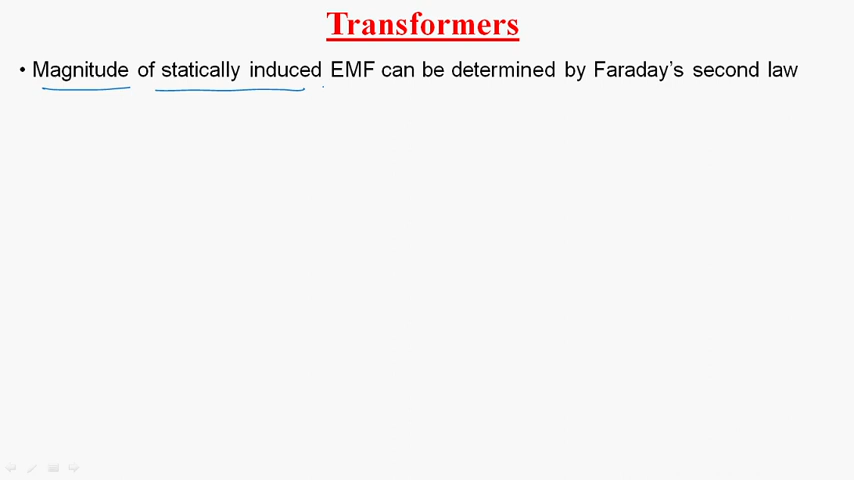 Transformers
• Magnitude of statically induced EMF can be determined by Faraday's second law